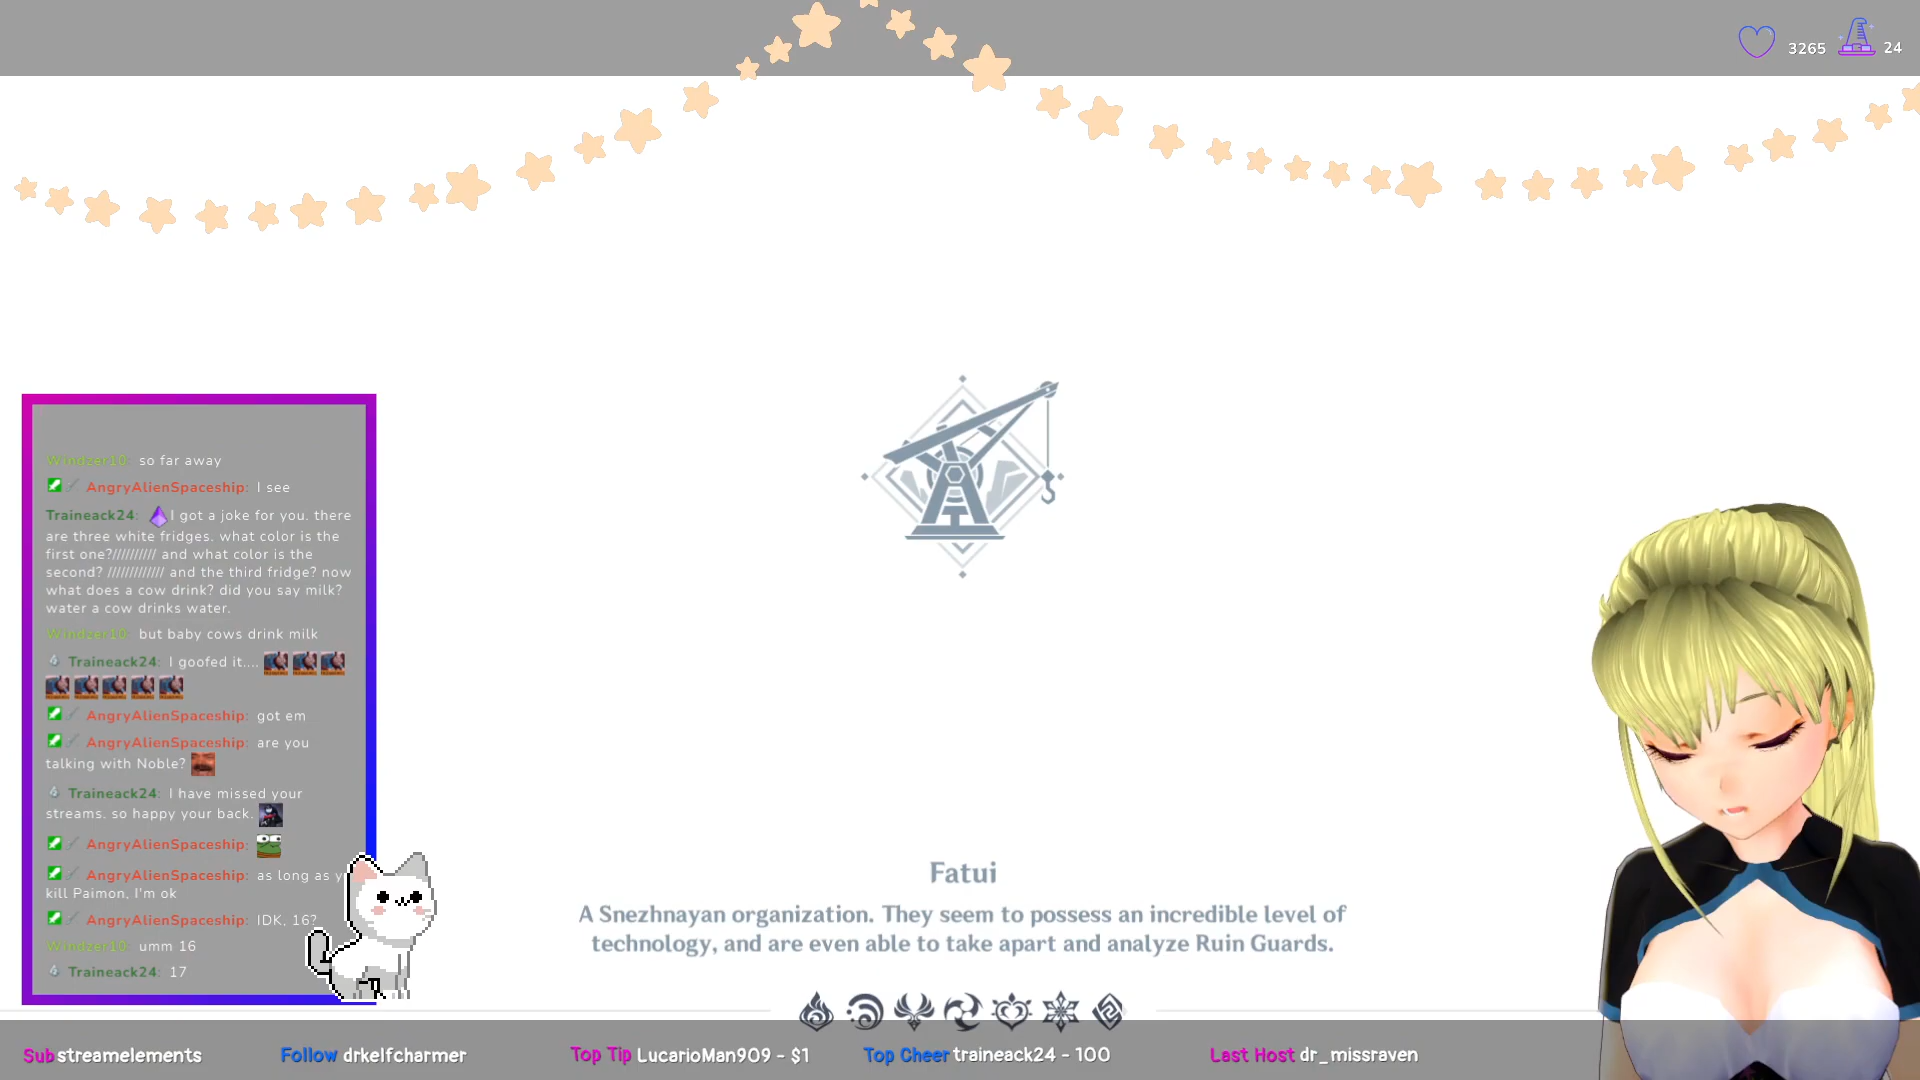 3265
24
Windzer10: so far away
AngryAlienSpaceship: I see
Traineack24: I got a joke for you. there
are three white fridges. what color is the
first one?////////// and what color is the
second? ///////////// and the third fridge? now
what does a cow drink? did you say milk?
water a cow drinks water.
Windzer10: but baby cows drink milk
Traineack24: I goofed it....
AngryAlienSpaceship: got em
AngryAlienSpaceship: are you
talking with Noble?
Traineack24: I have missed your
streams. so happy your back.
AngryAlienSpaceship:
AngryAlienSpaceship: as long as y
kill Paimon, I'm ok
AngryAlienSpaceship: IDK, 16?
Windzer10: umm 16
Traineack24: 17
Fatui
A Snezhnayan organization. They seem to possess an incredible level of
technology, and are even able to take apart and analyze Ruin Guards.
Sub streamelements
Follow drkelfcharmer
Top Tip LucarioMan909 - $1
Top Cheer traineack24 - 100
Last Host dr_missraven